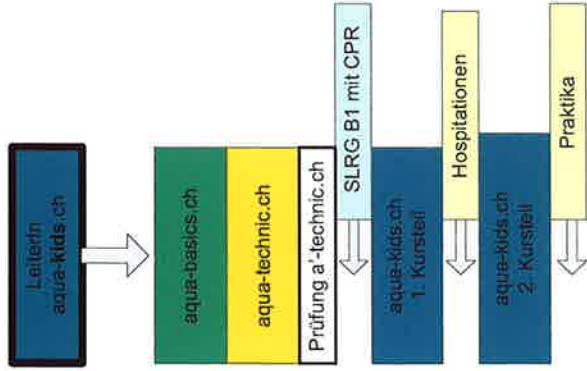 LeiterIn
aqua-kids.ch
aqua-basics.ch
aqua-technic.ch
Prüfung a'-technic.ch
SLRG B1 mit CPR
aqua-kids.ch
1. Kursteil
Hospitationen
aqua-kids.ch
2. Kursteil
Praktika